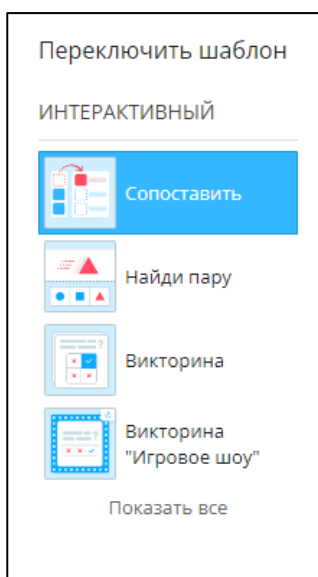 Переключить шаблон
ИНТЕРАКТИВНЫЙ
Сопоставить
Найди пару
Викторина
Викторина
"Игровое шоу"
Показать все